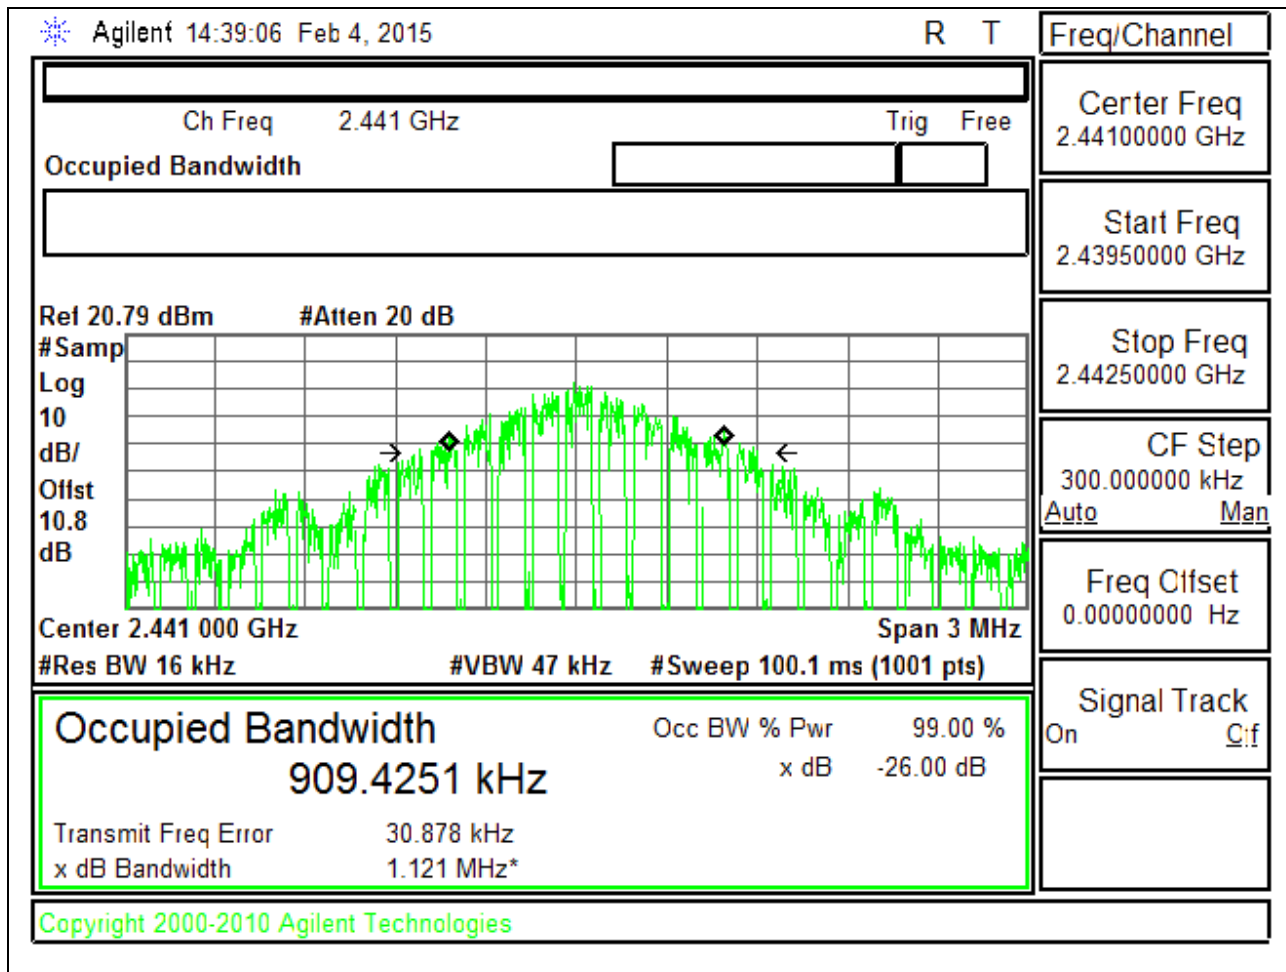 Agilent 14:39:06 Feb 4, 2015 R T
Freq/Channel
Ch Freq 2.441 GHz Trig Free
Occupied Bandwidth
Center Freq
2.44100000 GHz
Start Freq
2.43950000 GHz
Stop Freq
2.44250000 GHz
CF Step
300.000000 kHz
Auto Man
Freq Offset
0.00000000 Hz
Signal Track
On Off
Ref 20.79 dBm #Atten 20 dB
#Samp
Log
10
dB/
Offst
10.8
dB
Center 2.441 000 GHz Span 3 MHz
#Res BW 16 kHz #VBW 47 kHz #Sweep 100.1 ms (1001 pts)
Occupied Bandwidth
909.4251 kHz
Occ BW % Pwr 99.00 %
x dB -26.00 dB
Transmit Freq Error 30.878 kHz
x dB Bandwidth 1.121 MHz*
Copyright 2000-2010 Agilent Technologies